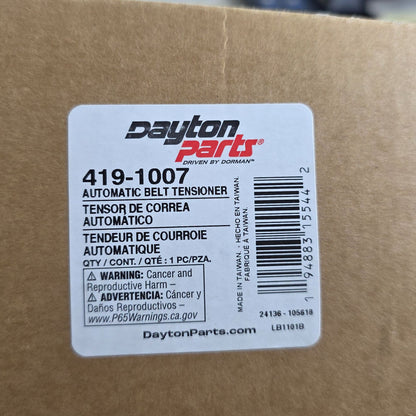 Dayton
parts®
DRIVEN BY DORMAN™
419-1007
AUTOMATIC BELT TENSIONER
TENSOR DE CORREA
AUTOMÁTICO
TENDEUR DE COURROIE
AUTOMATIQUE
QTY / CONT. / QTÉ : 1 PC/PZA.
⚠ WARNING: Cancer and
Reproductive Harm –
⚠ ADVERTENCIA: Cáncer y
Daños Reproductivos –
www.P65Warnings.ca.gov
MADE IN TAIWAN. - HECHO EN TAIWAN.
FABRIQUÉ À TAIWAN.
1 94883 15544 2
24136 - 105618
DaytonParts.com
LB1101B